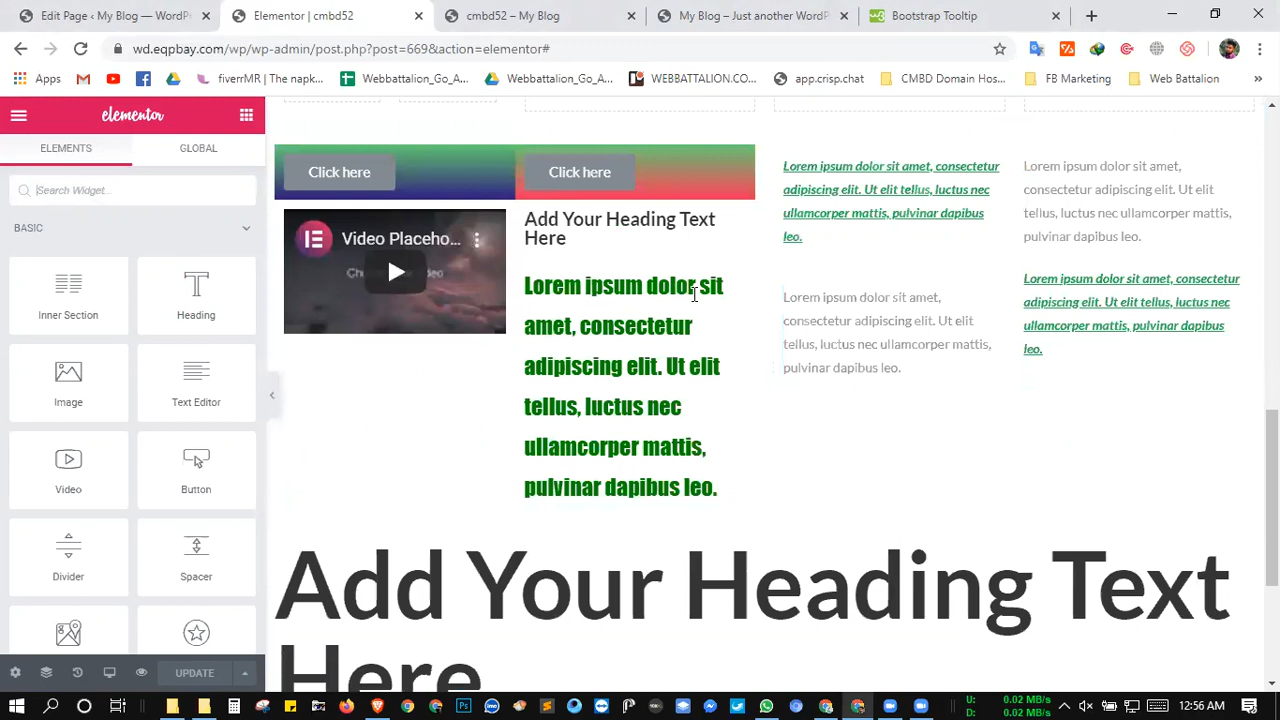 Edit Page ‹ My Blog — WordPre
Elementor | cmbd52
cmbd52 – My Blog
My Blog – Just another WordP
Bootstrap Tooltip
wd.eqpbay.com/wp/wp-admin/post.php?post=669&action=elementor#
Apps
fiverrMR | The napk...
Webbattalion_Go_A...
Webbattalion_Go_A...
WEBBATTALION.CO...
app.crisp.chat
CMBD Domain Hos...
FB Marketing
Web Battalion
elementor
ELEMENTS
GLOBAL
Search Widget...
BASIC
Inner Section
Heading
Image
Text Editor
Video
Button
Divider
Spacer
UPDATE
Click here
Click here
Video Placeho...
Add Your Heading Text
Here
Lorem ipsum dolor sit
amet, consectetur
adipiscing elit. Ut elit
tellus, luctus nec
ullamcorper mattis,
pulvinar dapibus leo.
Lorem ipsum dolor sit amet, consectetur
adipiscing elit. Ut elit tellus, luctus nec
ullamcorper mattis, pulvinar dapibus
leo.
Lorem ipsum dolor sit amet,
consectetur adipiscing elit. Ut elit
tellus, luctus nec ullamcorper mattis,
pulvinar dapibus leo.
Lorem ipsum dolor sit amet,
consectetur adipiscing elit. Ut elit
tellus, luctus nec ullamcorper mattis,
pulvinar dapibus leo.
Lorem ipsum dolor sit amet, consectetur
adipiscing elit. Ut elit tellus, luctus nec
ullamcorper mattis, pulvinar dapibus
leo.
Add Your Heading Text
Here
U: 0.02 MB/s
D: 0.02 MB/s
12:56 AM